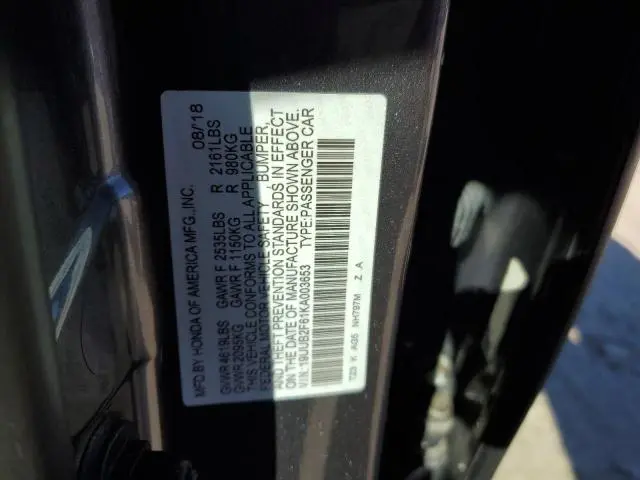 MFD.BY HONDA OF AMERICA MFG.,INC. 08/18
GVWR 4619LBS GAWR F 2535LBS R 2161LBS
GVWR 2095KG GAWR F 1150KG R 980KG
THIS VEHICLE CONFORMS TO ALL APPLICABLE
FEDERAL MOTOR VEHICLE SAFETY, BUMPER,
AND THEFT PREVENTION STANDARDS IN EFFECT
ON THE DATE OF MANUFACTURE SHOWN ABOVE.
VIN:19UUB2F61KA003653 TYPE:PASSENGER CAR
T23 K AG5 NH797M Z A